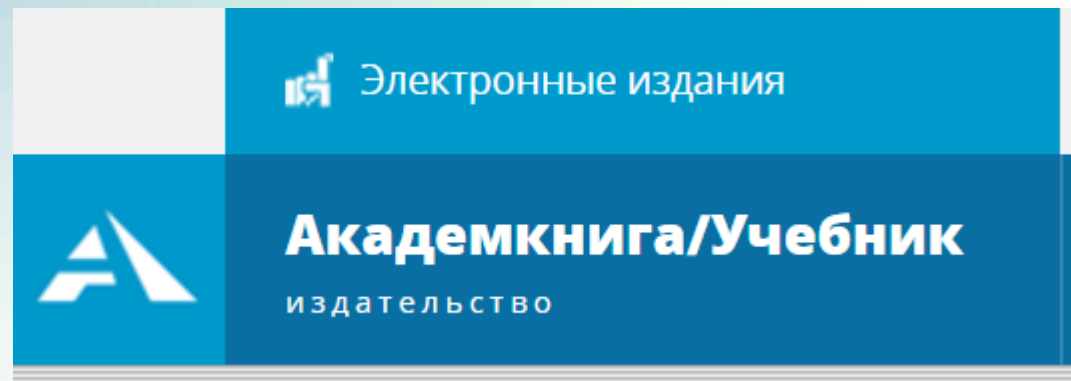 Электронные издания
Академкнига/Учебник
издательство